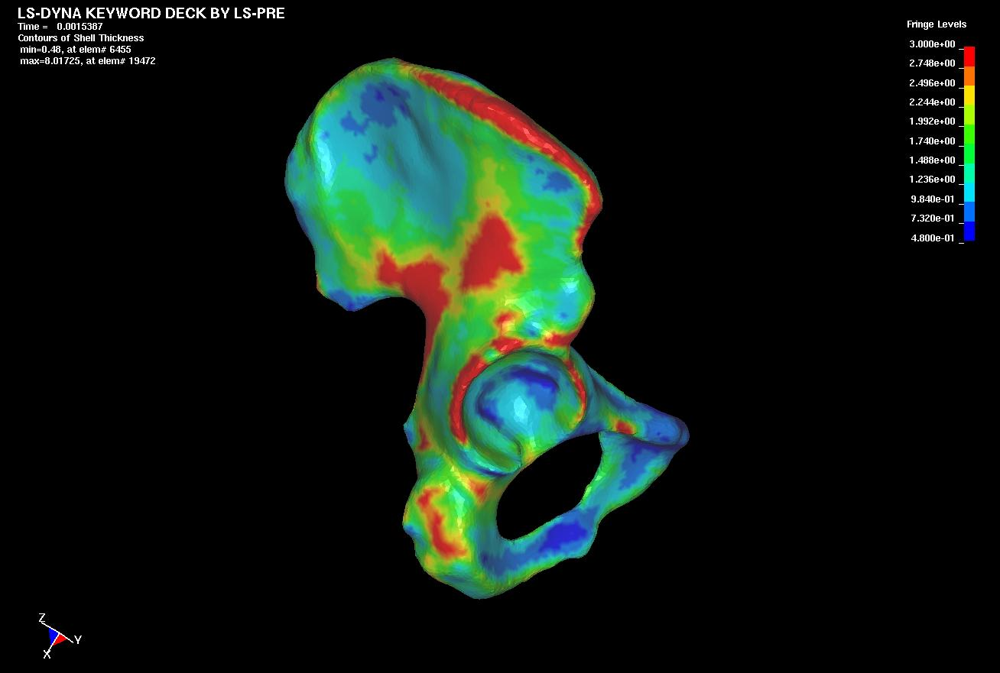 LS-DYNA KEYWORD DECK BY LS-PRE
Time =    0.0015387
Contours of Shell Thickness
min=0.48, at elem# 6455
max=8.01725, at elem# 19472
Fringe Levels
3.000e+00
2.748e+00
2.496e+00
2.244e+00
1.992e+00
1.740e+00
1.488e+00
1.236e+00
9.840e-01
7.320e-01
4.800e-01
Z
Y
X